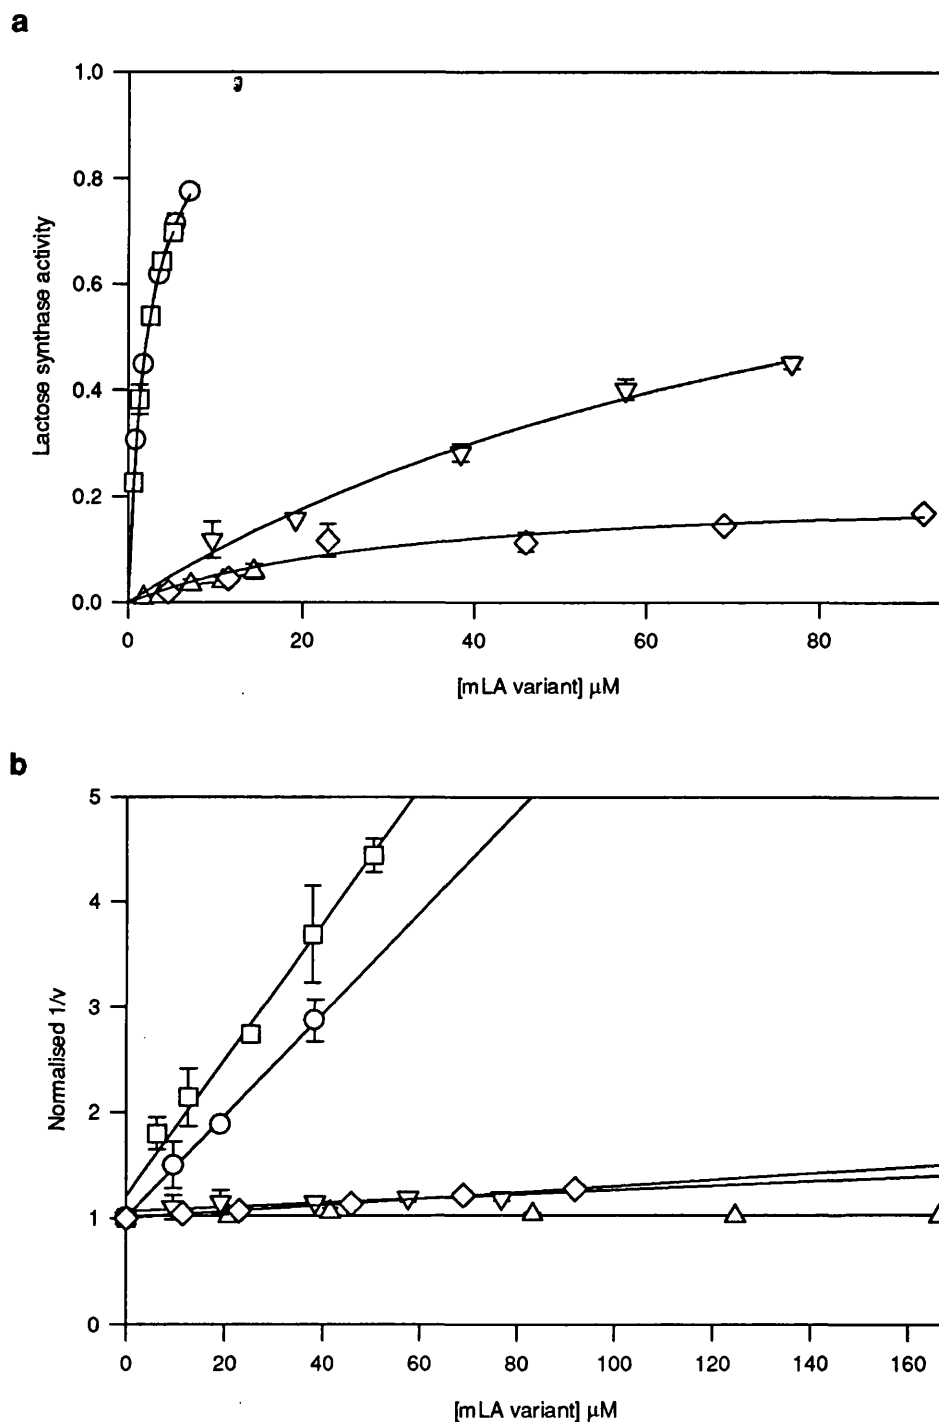 a
1.0
0.8
0.6
0.4
0.2
0.0
Lactose synthase activity
0 20 40 60 80
[mLA variant] μM
b
5
4
3
2
1
0
Normalised 1/v
0 20 40 60 80 100 120 140 160
[mLA variant] μM